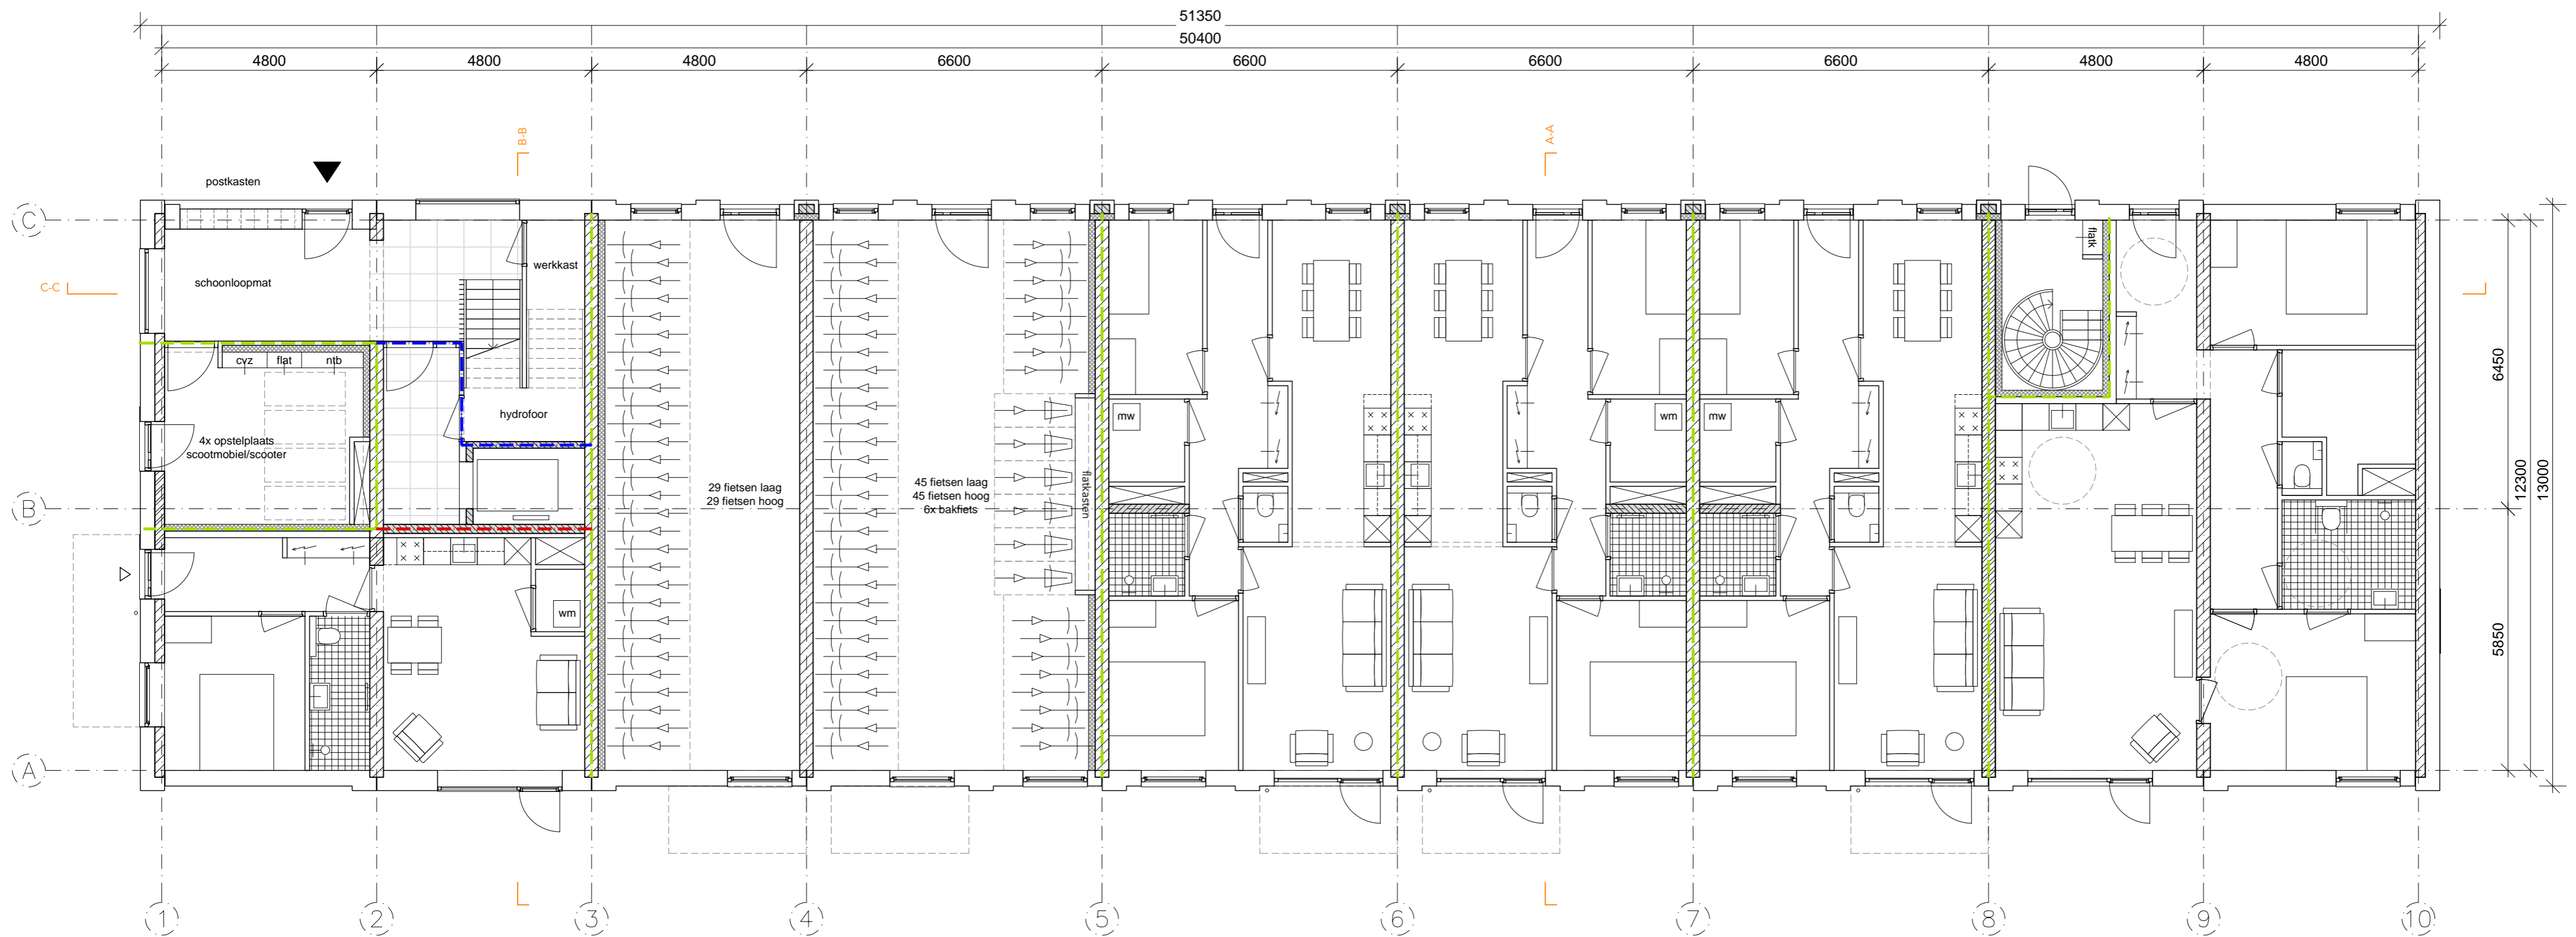 51350
50400
4800 4800 4800 6600 6600 6600 6600 4800 4800
B-B
A-A
postkasten
C
werkkast
flatk
schoonloopmat
C-C
cvz flat ntb
6450
hydrofoor
mw
wm
mw
4x opstelplaats
scootmobiel/scooter
29 fietsen laag
29 fietsen hoog
45 fietsen laag
45 fietsen hoog
6x bakfiets
flatkasten
12300
13000
B
wm
5850
A
1 2 3 4 5 6 7 8 9 10